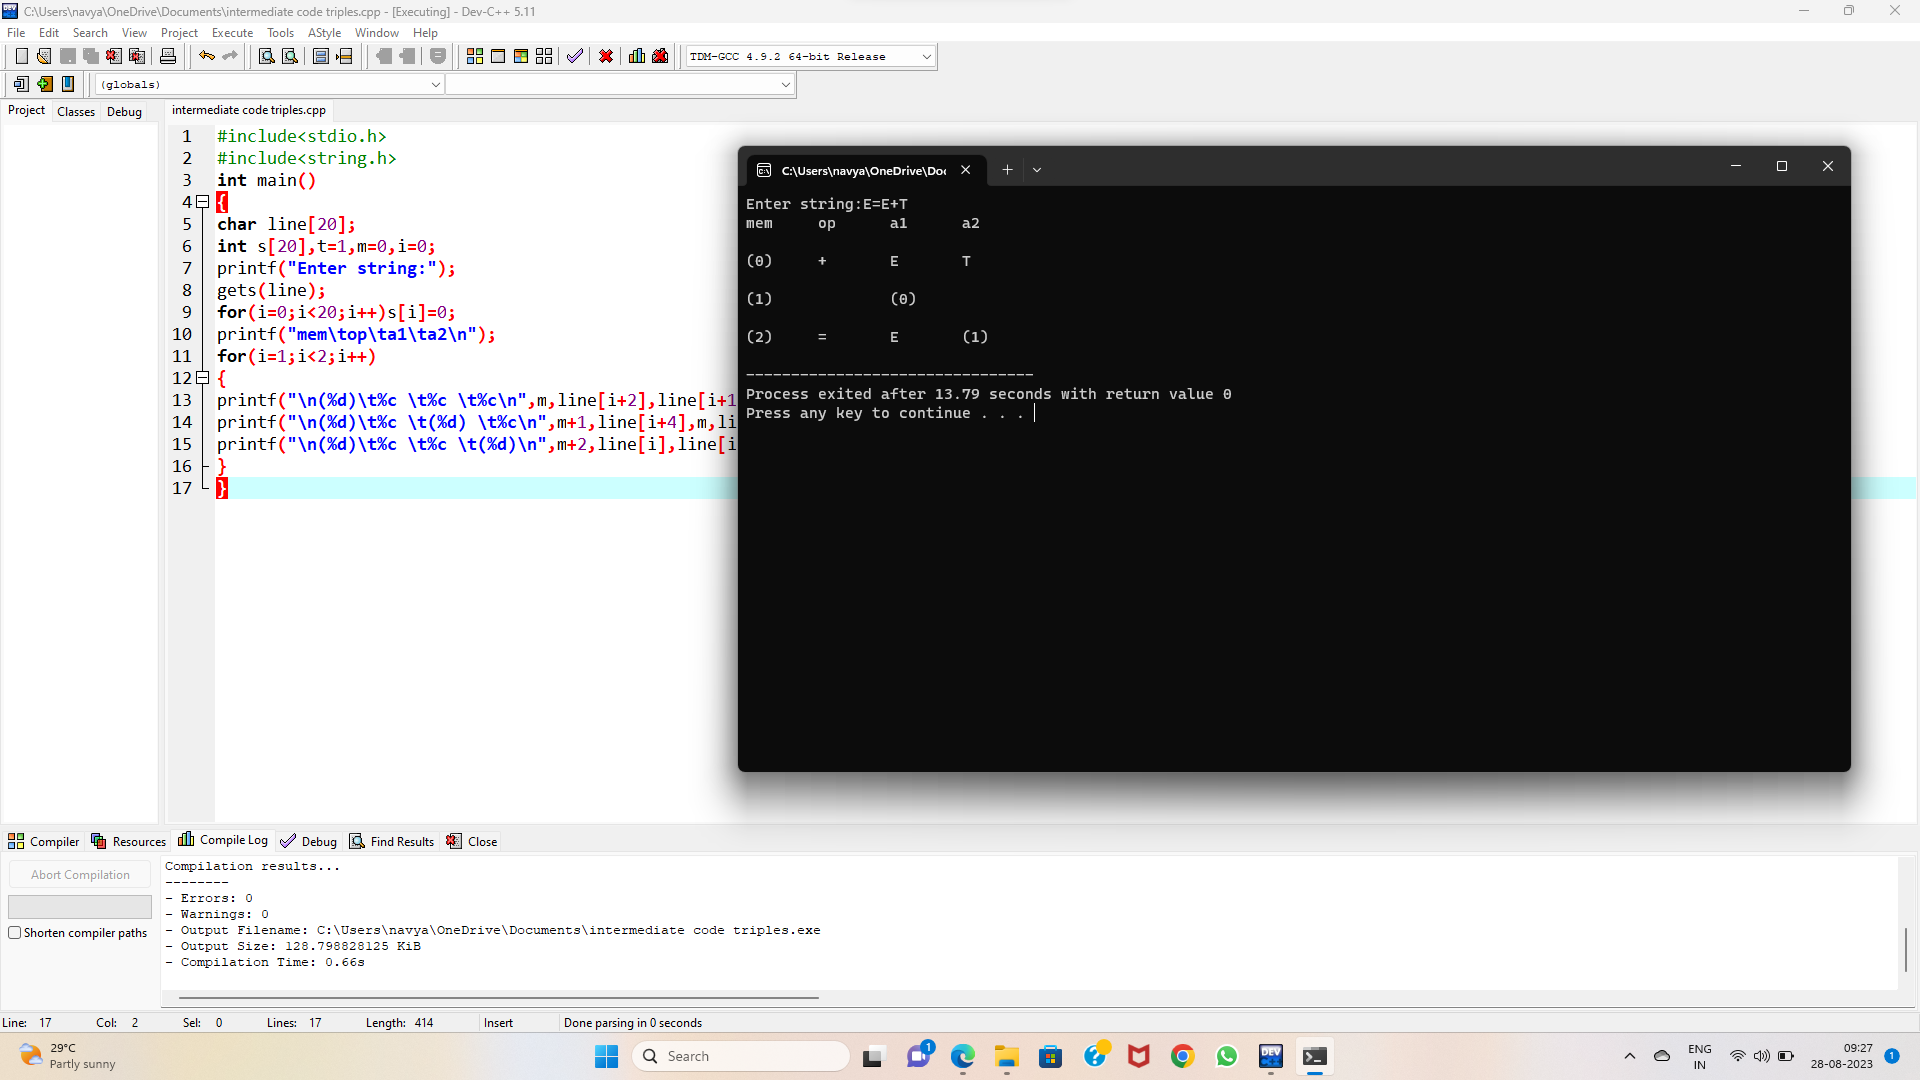 C:\Users\navya\OneDrive\Documents\intermediate code triples.cpp - [Executing] - Dev-C++ 5.11
File Edit Search View Project Execute Tools AStyle Window Help
TDM-GCC 4.9.2 64-bit Release
(globals)
Project Classes Debug
intermediate code triples.cpp
1 #include<stdio.h>
2 #include<string.h>
3 int main()
4 {
5 char line[20];
6 int s[20],t=1,m=0,i=0;
7 printf("Enter string:");
8 gets(line);
9 for(i=0;i<20;i++)s[i]=0;
10 printf("mem\top\ta1\ta2\n");
11 for(i=1;i<2;i++)
12 {
13 printf("\n(%d)\t%c \t%c \t%c\n",m,line[i+2],line[i+1
14 printf("\n(%d)\t%c \t(%d) \t%c\n",m+1,line[i+4],m,li
15 printf("\n(%d)\t%c \t%c \t(%d)\n",m+2,line[i],line[i
16 }
17 }
C:\Users\navya\OneDrive\Doc
Enter string:E=E+T
mem op a1 a2
(0) + E T
(1) (0)
(2) = E (1)
--------------------------------
Process exited after 13.79 seconds with return value 0
Press any key to continue . . .
Compiler Resources Compile Log Debug Find Results Close
Abort Compilation
Shorten compiler paths
Compilation results...
--------
- Errors: 0
- Warnings: 0
- Output Filename: C:\Users\navya\OneDrive\Documents\intermediate code triples.exe
- Output Size: 128.798828125 KiB
- Compilation Time: 0.66s
Line: 17 Col: 2 Sel: 0 Lines: 17 Length: 414 Insert Done parsing in 0 seconds
29°C
Partly sunny
Search
1
DEV
ENG
IN
09:27
28-08-2023
1